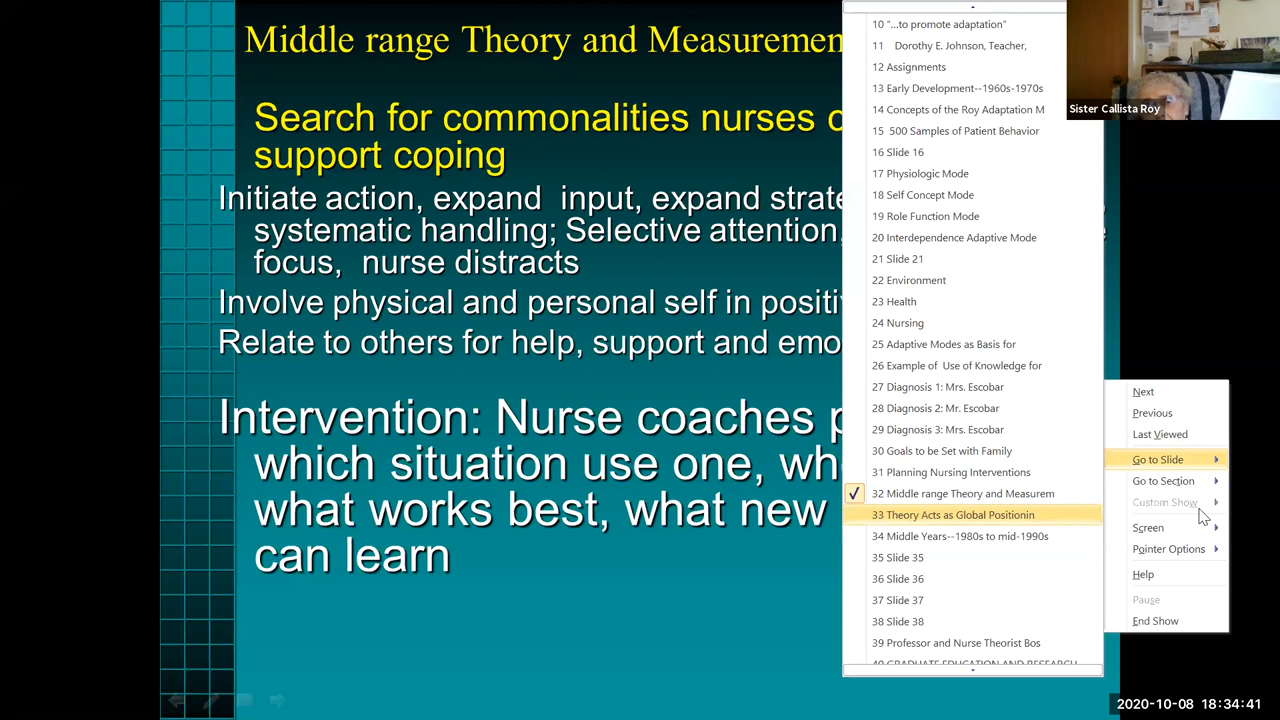 Middle range Theory and Measuremen
Search for commonalities nurses
support coping
Initiate action, expand input, expand strate
systematic handling; Selective attention,
focus, nurse distracts
Involve physical and personal self in positi
Relate to others for help, support and emo
Intervention: Nurse coaches
which situation use one,
what works best, what new
can learn
10 "...to promote adaptation"
11 Dorothy E. Johnson, Teacher,
12 Assignments
13 Early Development--1960s-1970s
14 Concepts of the Roy Adaptation M
15 500 Samples of Patient Behavior
16 Slide 16
17 Physiologic Mode
18 Self Concept Mode
19 Role Function Mode
20 Interdependence Adaptive Mode
21 Slide 21
22 Environment
23 Health
24 Nursing
25 Adaptive Modes as Basis for
26 Example of Use of Knowledge for
27 Diagnosis 1: Mrs. Escobar
28 Diagnosis 2: Mr. Escobar
29 Diagnosis 3: Mrs. Escobar
30 Goals to be Set with Family
31 Planning Nursing Interventions
32 Middle range Theory and Measurem
33 Theory Acts as Global Positionin
34 Middle Years--1980s to mid-1990s
35 Slide 35
36 Slide 36
37 Slide 37
38 Slide 38
39 Professor and Nurse Theorist Bos
40 GRADUATE EDUCATION AND RESEARCH
Next
Previous
Last Viewed
Go to Slide
Go to Section
Custom Show
Screen
Pointer Options
Help
Pause
End Show
Sister Callista Roy
2020-10-08 18:34:41